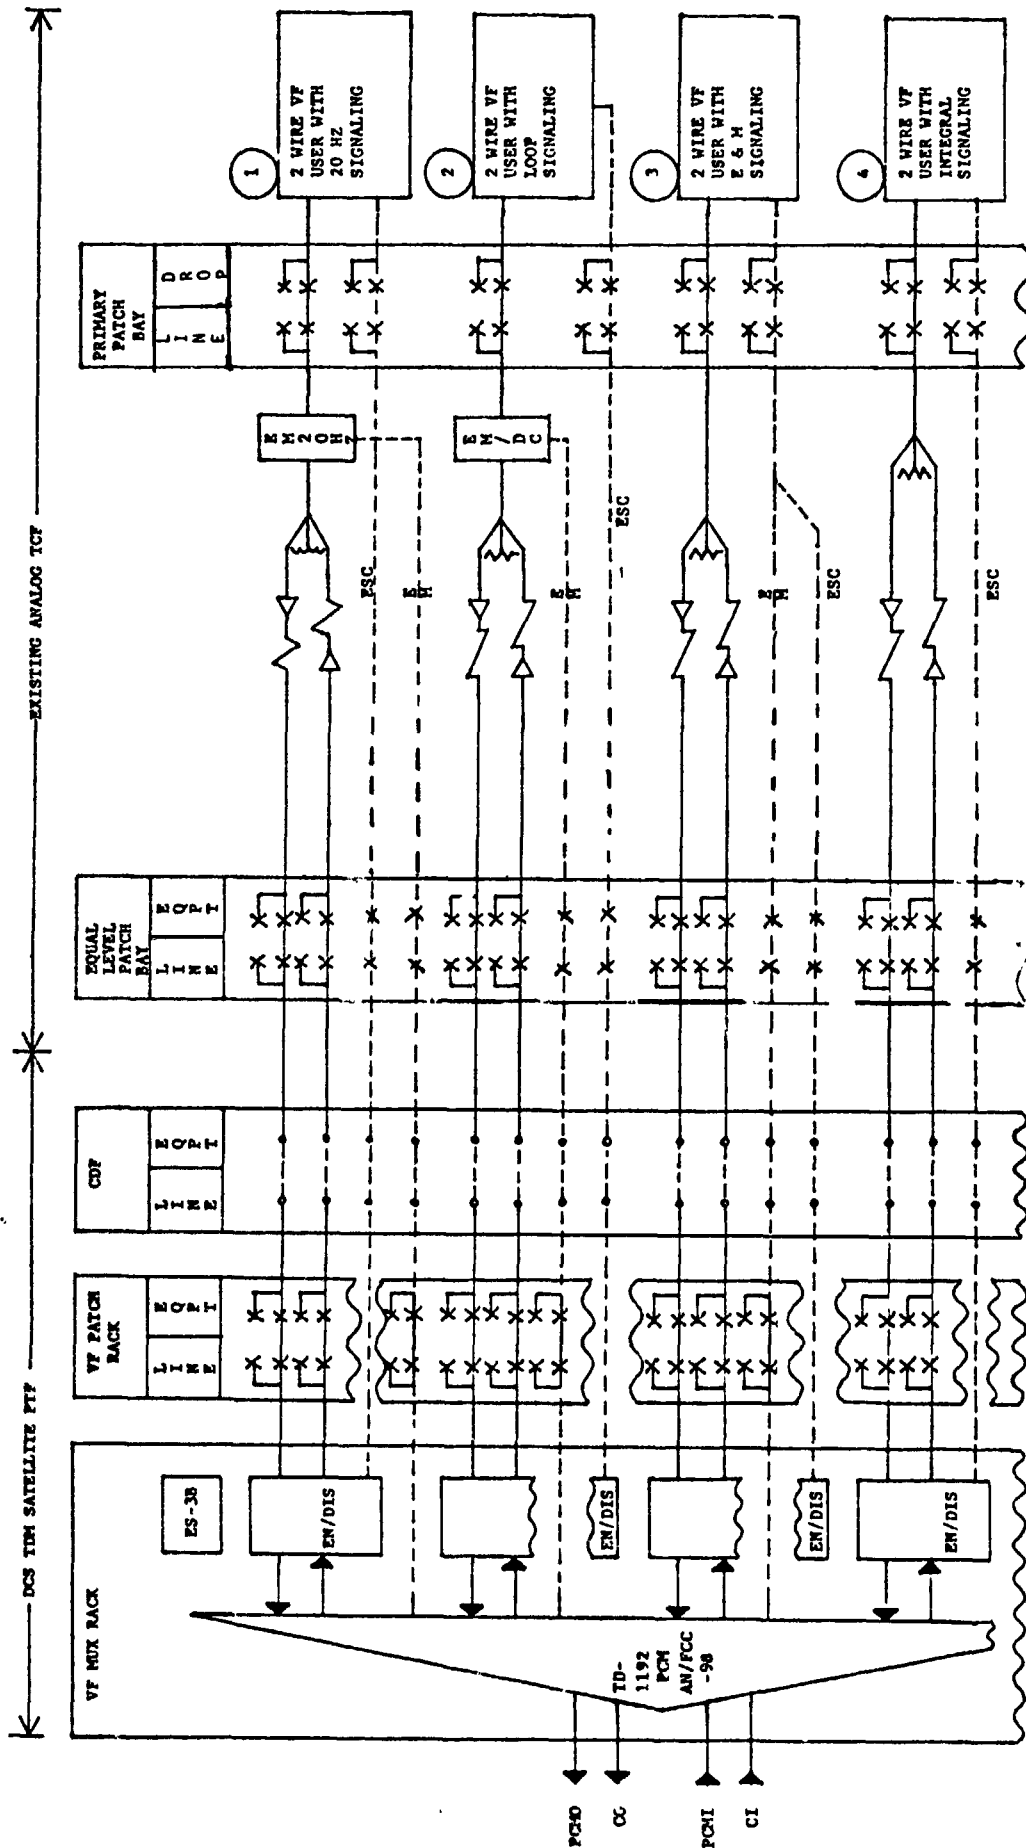 EXISTING ANALOG TCF
DCS TDM SATELLITE PTF
PRIMARY
PATCH
BAY
LINE
DROP
1
2 WIRE VF
USER WITH
20 HZ
SIGNALING
2
2 WIRE VF
USER WITH
LOOP
SIGNALING
3
2 WIRE VF
USER WITH
E & M
SIGNALING
4
2 WIRE VF
USER WITH
INTEGRAL
SIGNALING
EM20HZ
EM/DC
ESC
E
M
E
M
ESC
E
M
ESC
ESC
EQUAL
LEVEL
PATCH
BAY
LINE
EQPT
CDF
LINE
EQPT
VF PATCH
RACK
LINE
EQPT
VF MUX RACK
ES-3B
EN/DIS
EN/DIS
EN/DIS
EN/DIS
TD-
1192
PCM
AN/FCC
-98
PCMO
CO
PCMI
CI